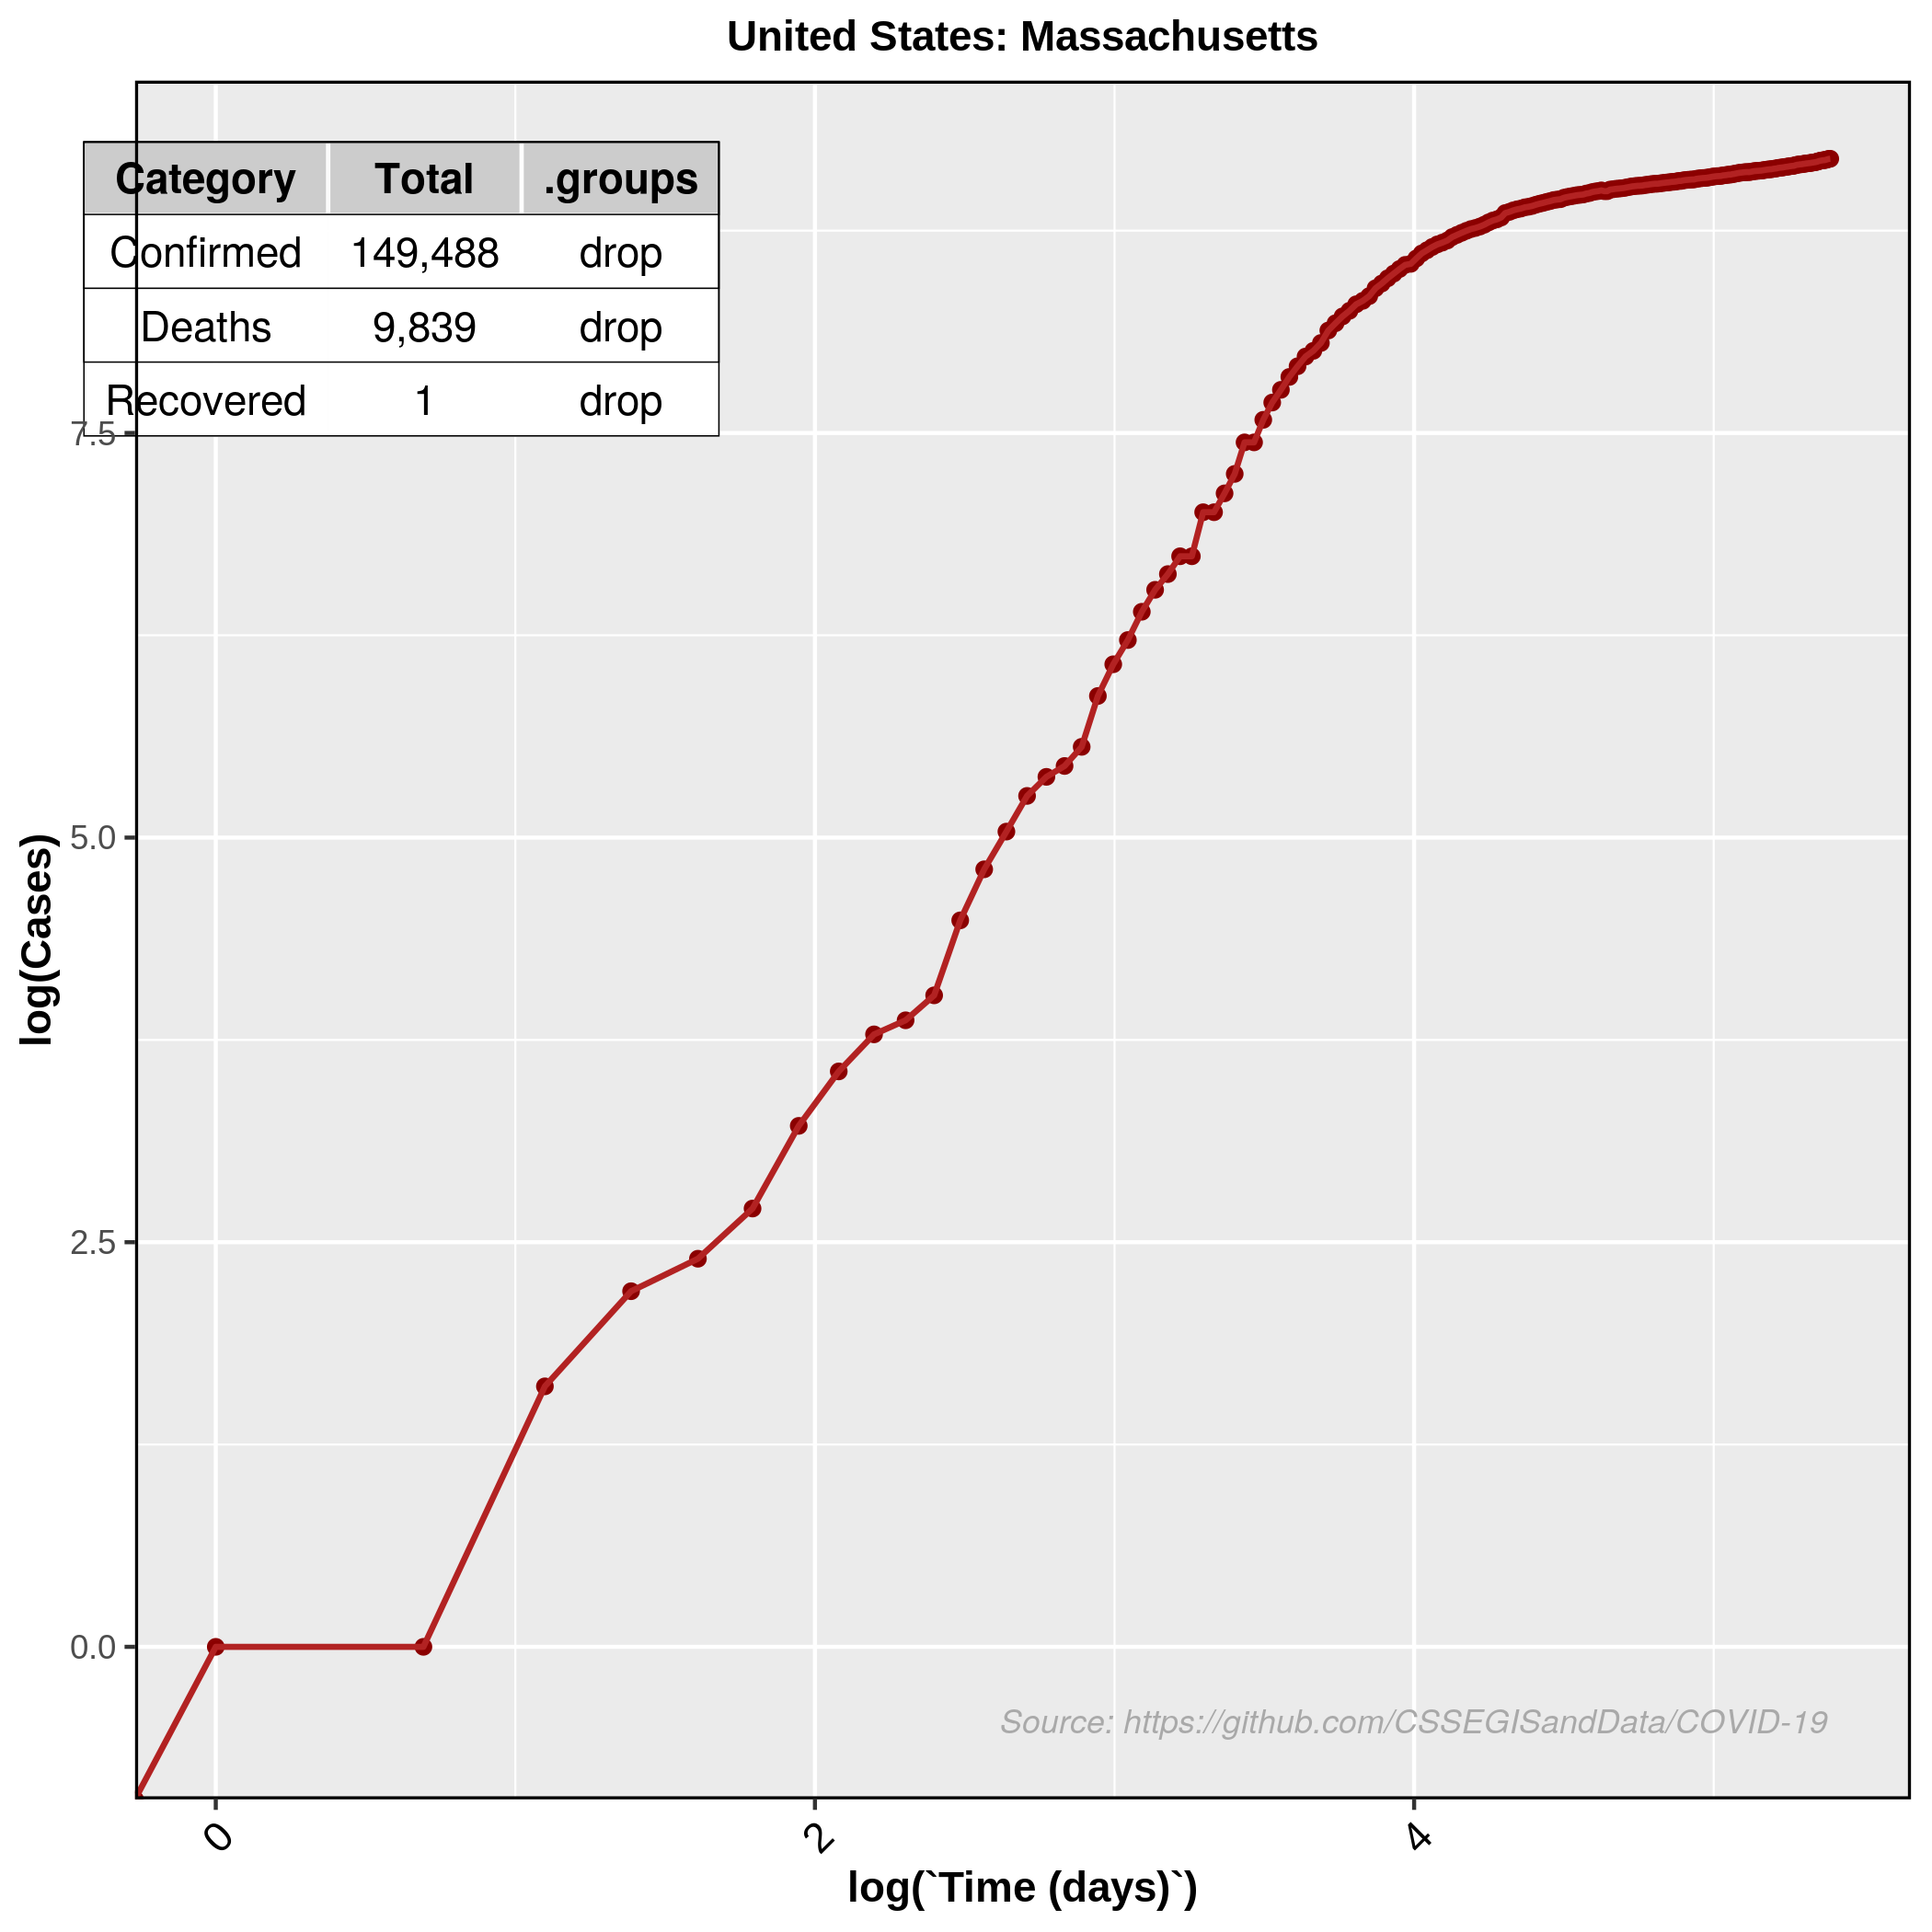 United States: Massachusetts
Category Total .groups
Confirmed 149,488 drop
Deaths 9,839 drop
Recovered 1 drop
7.5
5.0
2.5
0.0
log(Cases)
Source: https://github.com/CSSEGISandData/COVID-19
0 2 4
log(`Time (days)`)